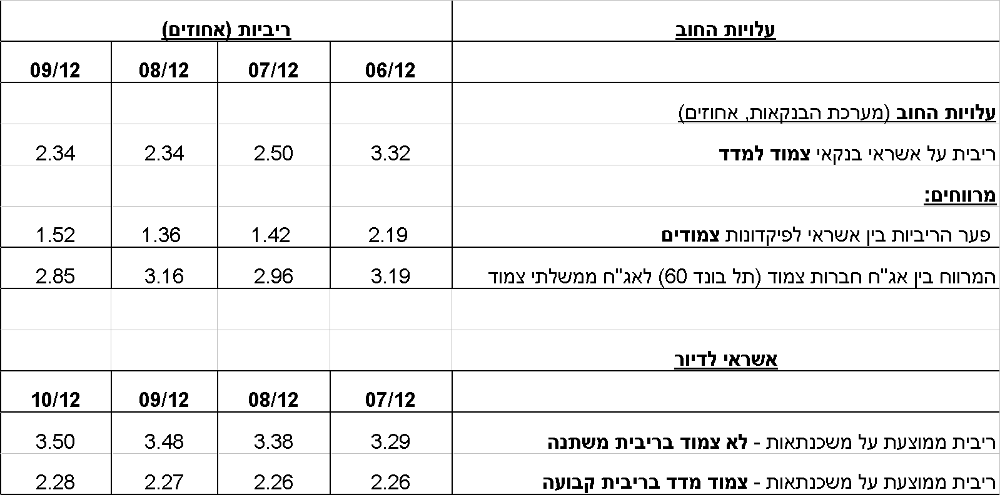 עלויות החוב ריביות (אחוזים)
06/12 07/12 08/12 09/12
עלויות החוב (מערכת הבנקאות, אחוזים)
ריבית על אשראי בנקאי צמוד למדד 3.32 2.50 2.34 2.34
מרווחים:
פער הריביות בין אשראי לפיקדונות צמודים 2.19 1.42 1.36 1.52
המרווח בין אג"ח חברות צמוד (תל בונד 60) לאג"ח ממשלתי צמוד 3.19 2.96 3.16 2.85
אשראי לדיור
07/12 08/12 09/12 10/12
ריבית ממוצעת על משכנתאות - לא צמוד בריבית משתנה 3.29 3.38 3.48 3.50
ריבית ממוצעת על משכנתאות - צמוד מדד בריבית קבועה 2.26 2.26 2.27 2.28